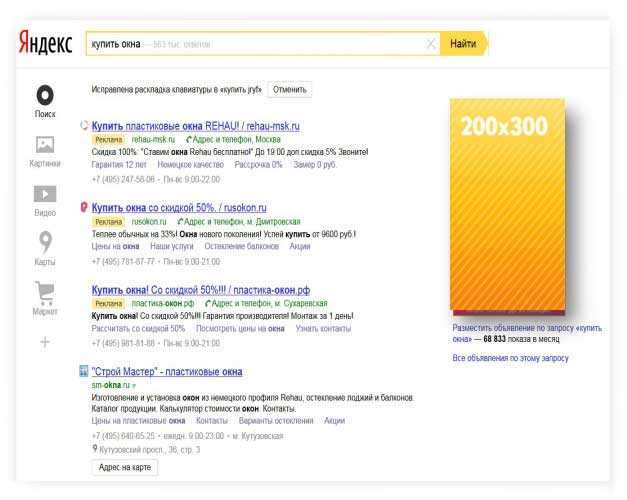 Яндекс
купить окна — 563 тыс. ответов
Найти
Исправлена раскладка клавиатуры в «купить jry!» Отменить
Поиск
Картинки
Видео
Карты
Маркет
Купить пластиковые окна REHAU! / rehau-msk.ru
Реклама rehau-msk.ru Адрес и телефон, Москва
Скидка 100%: "Ставим окна Rehau бесплатно!" До 19:00 доп.скидка 5% Звоните!
Гарантия 12 лет Немецкое качество Рассрочка 0% Замер 0 руб.
+7 (495) 247-56-06 · Пн-вс 9:00-22:00
Купить окна со скидкой 50%. / rusokon.ru
Реклама rusokon.ru Адрес и телефон, м. Дмитровская
Теплее обычных на 33%! Окна нового поколения! Успей купить от 9600 руб.!
Цены на окна Наши услуги Остекление балконов Акции
+7 (495) 781-87-77 · Пн-вс 9:00-21:00
Купить окна! Со скидкой 50%!!! / пластика-окон.рф
Реклама пластика-окон.рф Адрес и телефон, м. Сухаревская
Купить окна! Со скидкой 50%!!! Гарантия производителя! Монтаж за 1 день!
Рассчитать со скидкой 50% Посмотреть цены на окна Узнать контакты
+7 (495) 981-81-88 · Пн-вс 9:00-21:00
"Строй Мастер" - пластиковые окна
sm-okna.ru
Изготовление и установка окон из немецкого профиля Rehau, остекление лоджий и балконов.
Каталог продукции. Калькулятор стоимости окон. Контакты.
Цены на пластиковые окна Контакты Варианты остекления Акции
+7 (495) 640-65-25 · ежедн. 9:00-23:00 · м. Кутузовская
Кутузовский просп., 36, стр. 3
Адрес на карте
200x300
Разместить объявление по запросу «купить
окна» — 68 833 показа в месяц
Все объявления по этому запросу